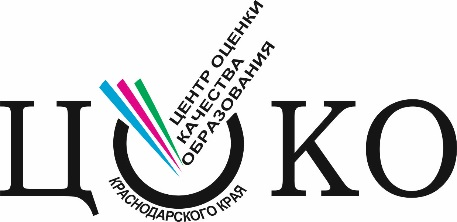 ЦОКО
ЦЕНТР ОЦЕНКИ
КАЧЕСТВА
ОБРАЗОВАНИЯ
КРАСНОДАРСКОГО КРАЯ